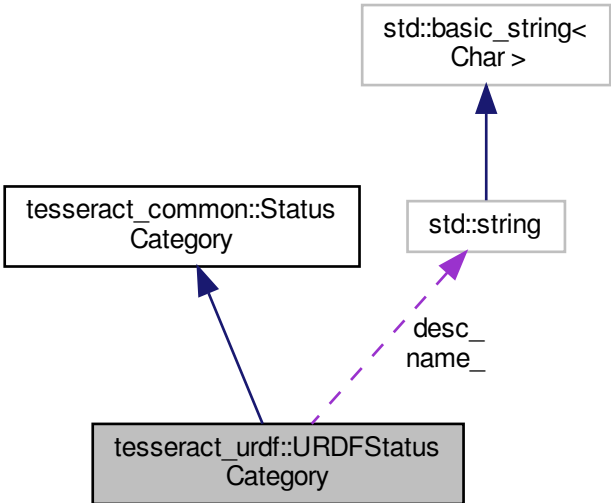 std::basic_string<
Char >
tesseract_common::Status
Category
std::string
desc_
name_
tesseract_urdf::URDFStatus
Category